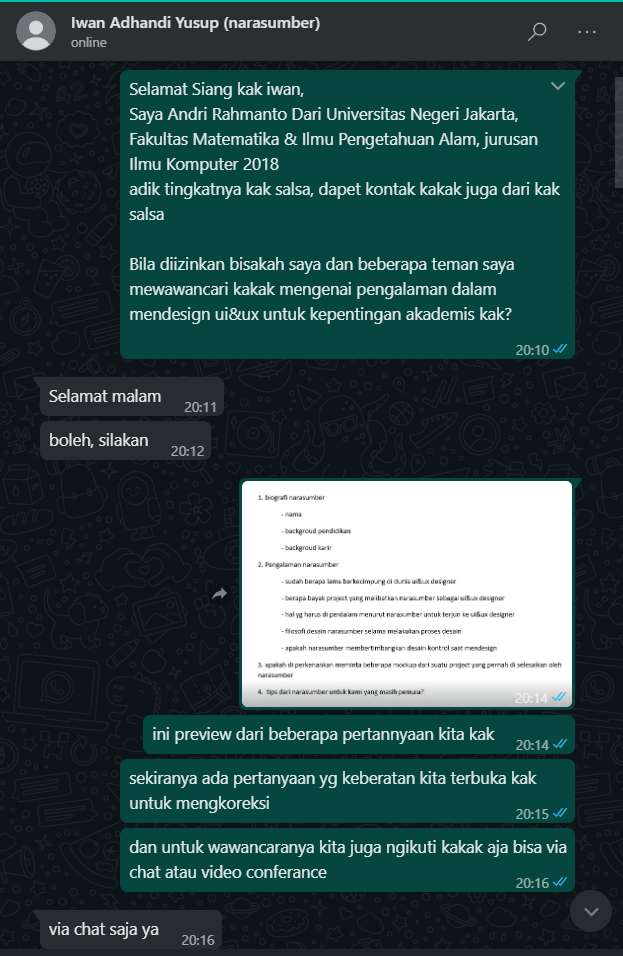 Iwan Adhandi Yusup (narasumber)
online
Selamat Siang kak iwan,
Saya Andri Rahmanto Dari Universitas Negeri Jakarta,
Fakultas Matematika & Ilmu Pengetahuan Alam, jurusan
Ilmu Komputer 2018
adik tingkatnya kak salsa, dapet kontak kakak juga dari kak
salsa
Bila diizinkan bisakah saya dan beberapa teman saya
mewawancari kakak mengenai pengalaman dalam
mendesign ui&ux untuk kepentingan akademis kak?
20:10
Selamat malam
20:11
boleh, silakan
20:12
1. biografi narasumber
- nama
- backgroud pendidikan
- backgroud karir
2. Pengalaman narasumber
- sudah berapa lama berkecimpung di dunia ui&ux designer
- berapa bayak project yang melibatkan narasumber sebagai ui&ux designer
- hal yg harus di perdalam menurut narasumber untuk terjun ke ui&ux designer
- filosofi desain narasumber selama melakukan proses desain
- apakah narasumber membertimbangkan desain kontrol saat mendesign
3. apakah di perkenankan meminta beberapa mockup dari suatu project yang pernah di selesaikan oleh
narasumber
4. tips dari narasumber untuk kami yang masih pemula?
20:14
ini preview dari beberapa pertannyaan kita kak
20:14
sekiranya ada pertanyaan yg keberatan kita terbuka kak
untuk mengkoreksi
20:15
dan untuk wawancaranya kita juga ngikuti kakak aja bisa via
chat atau video conferance
20:16
via chat saja ya
20:16